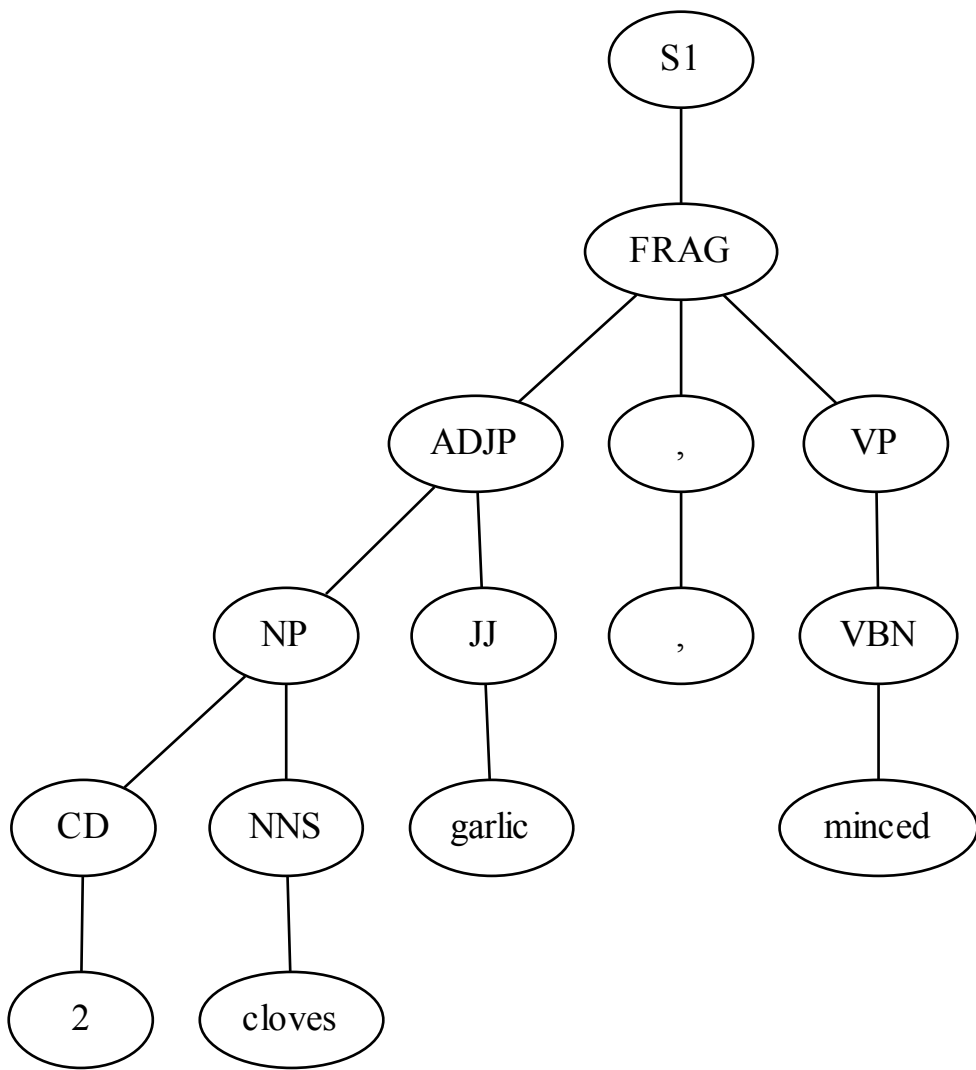 S1
FRAG
ADJP , VP
NP JJ , VBN
CD NNS garlic minced
2 cloves